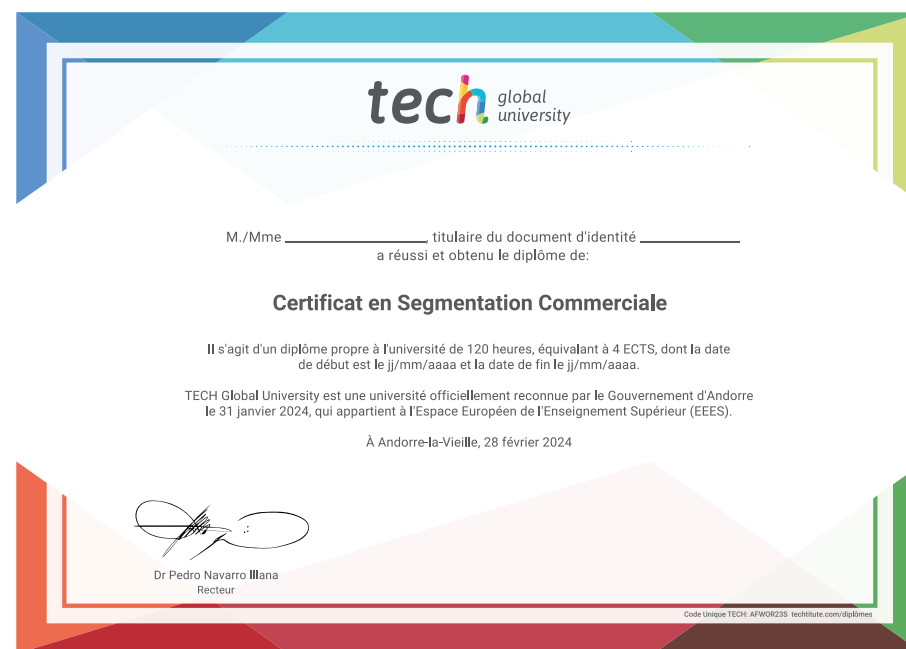 tech global university
M./Mme ____________, titulaire du document d'identité ____________
a réussi et obtenu le diplôme de:
Certificat en Segmentation Commerciale
Il s'agit d'un diplôme propre à l'université de 120 heures, équivalant à 4 ECTS, dont la date
de début est le jj/mm/aaaa et la date de fin le jj/mm/aaaa.
TECH Global University est une université officiellement reconnue par le Gouvernement d'Andorre
le 31 janvier 2024, qui appartient à l'Espace Européen de l'Enseignement Supérieur (EEES).
À Andorre-la-Vieille, 28 février 2024
Dr Pedro Navarro Illana
Recteur
Code Unique TECH: AFWOR23S techtitute.com/diplômes